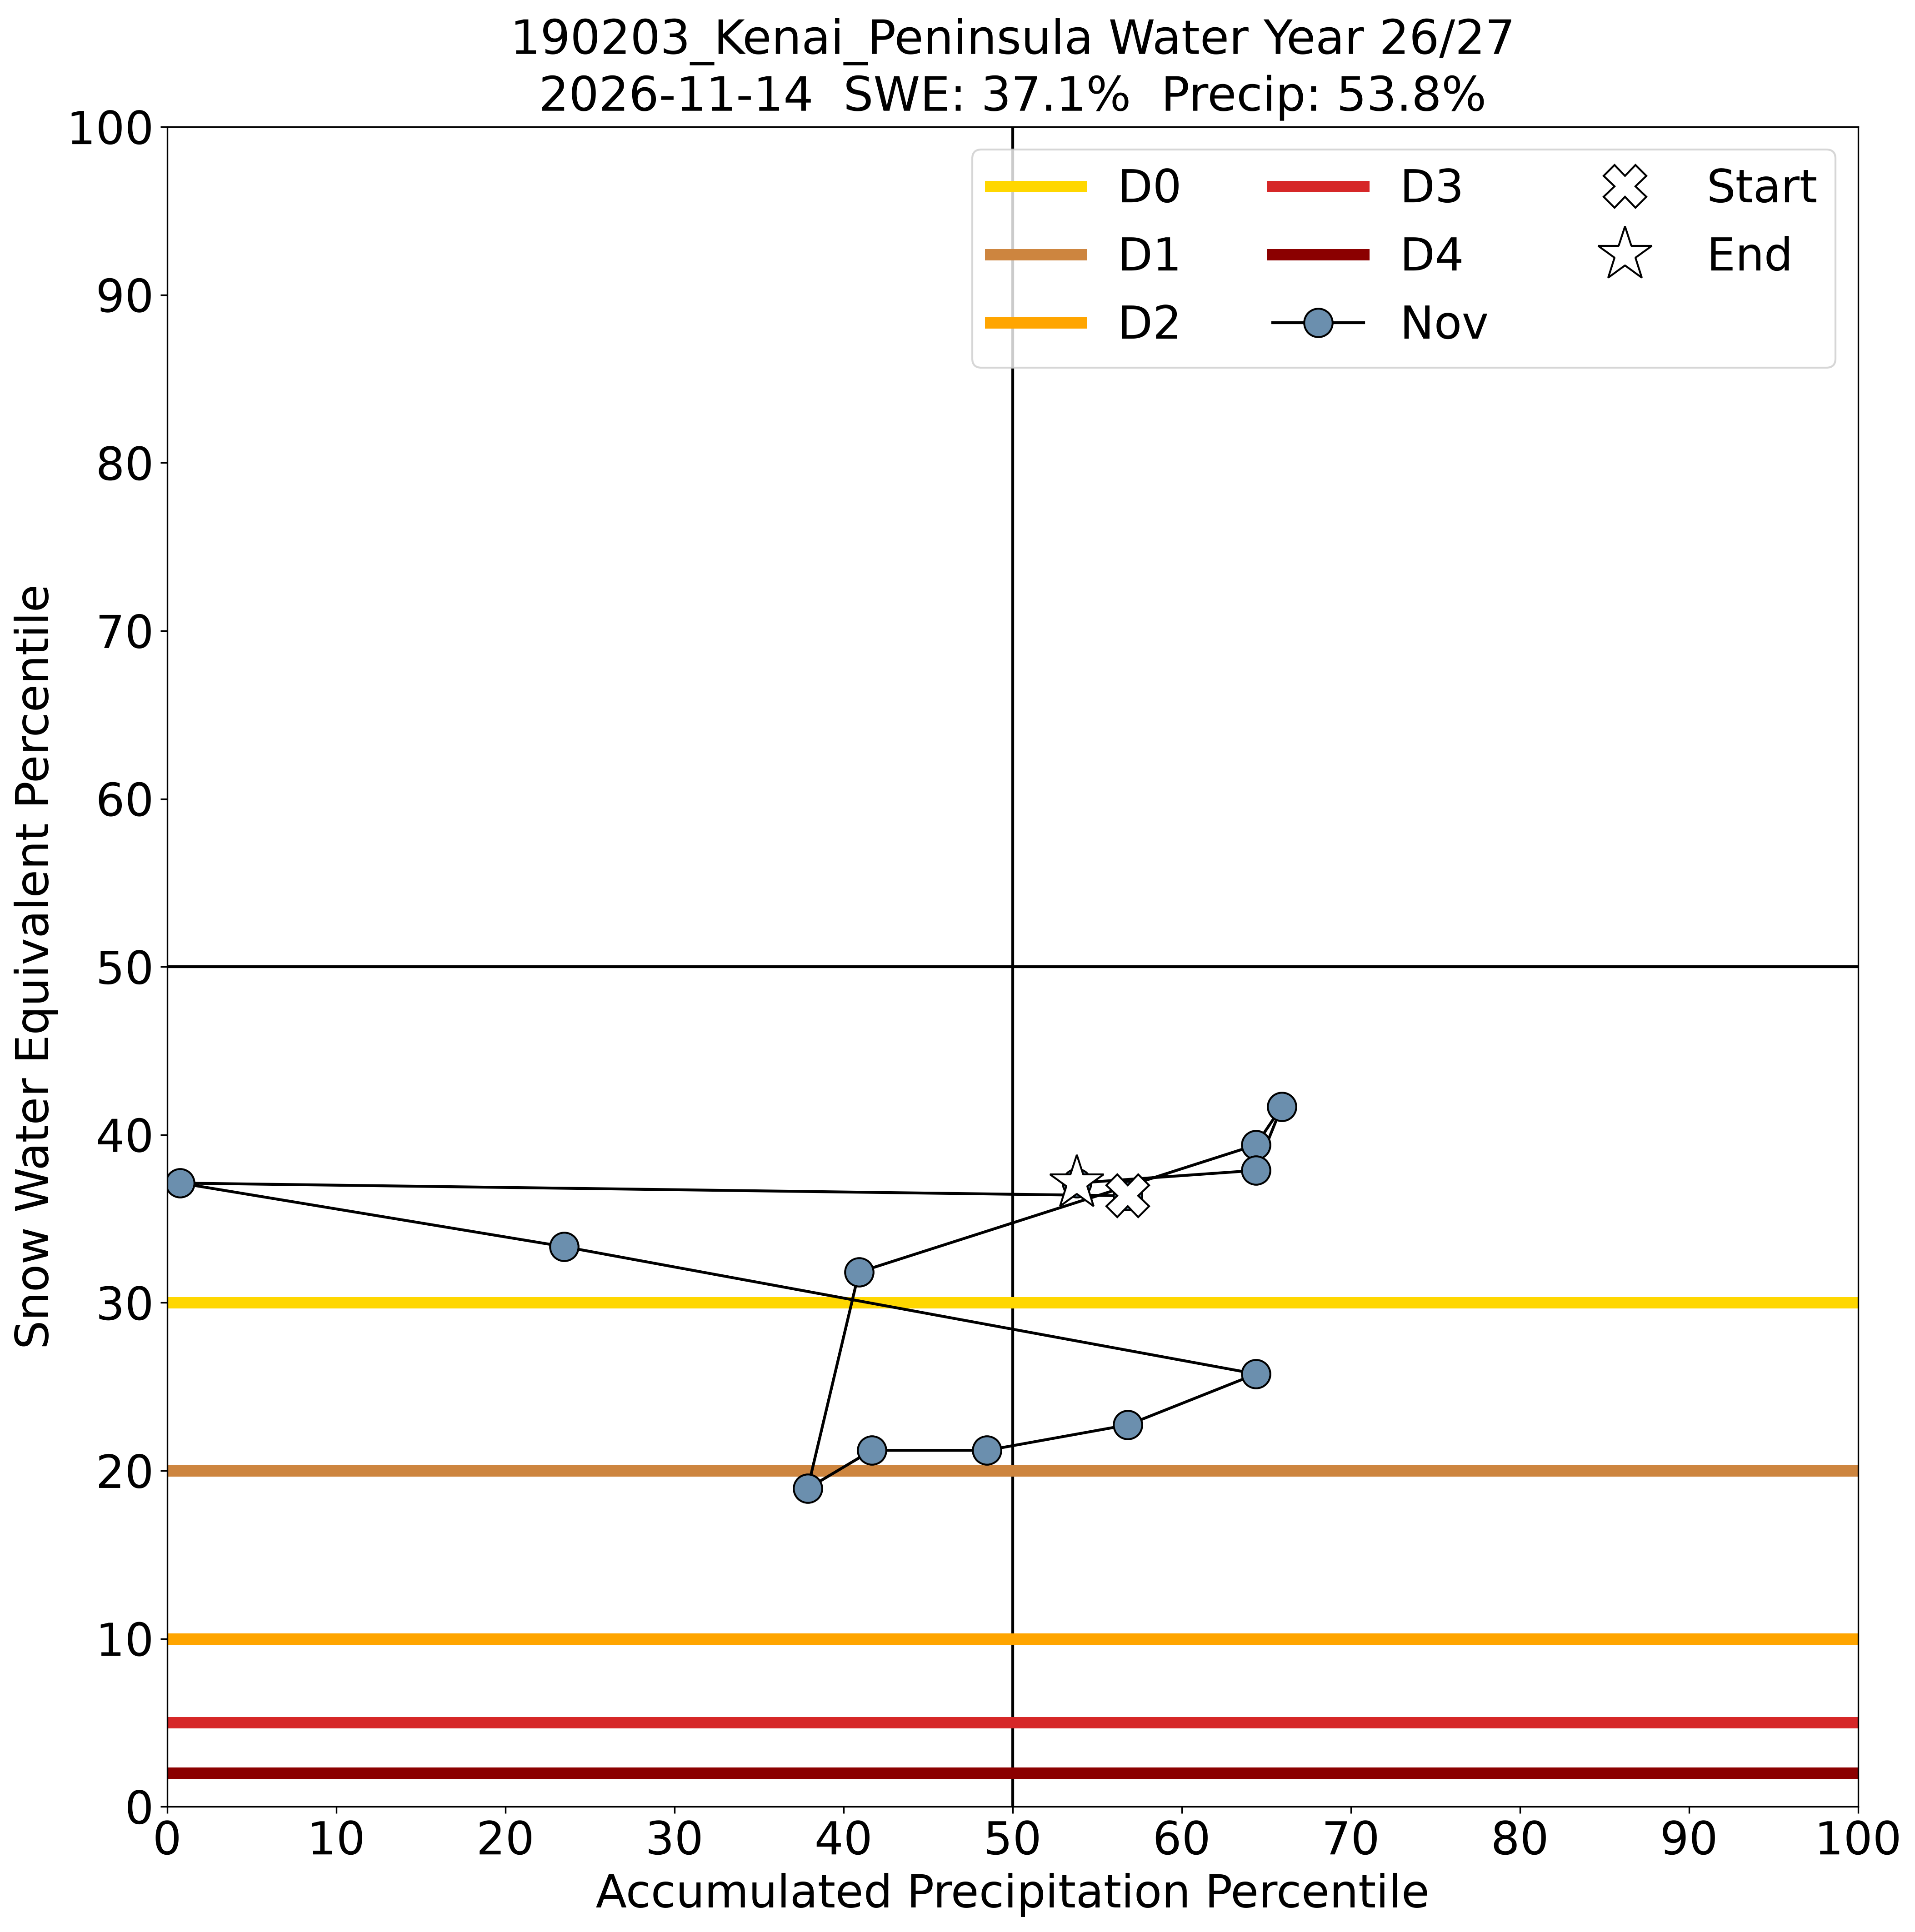 190203_Kenai_Peninsula Water Year 26/27
2026-11-14  SWE: 37.1%  Precip: 53.8%
D0
D1
D2
D3
D4
Nov
Start
End
Snow Water Equivalent Percentile
100
90
80
70
60
50
40
30
20
10
0
0 10 20 30 40 50 60 70 80 90 100
Accumulated Precipitation Percentile